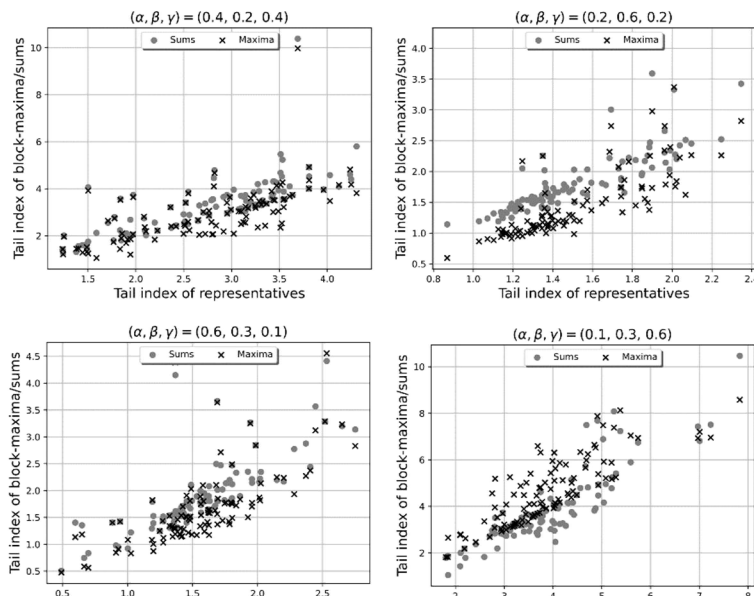 (α, β, γ) = (0.4, 0.2, 0.4)
Sums Maxima
Tail index of block-maxima/sums
10
8
6
4
2
1.5 2.0 2.5 3.0 3.5 4.0
Tail index of representatives
(α, β, γ) = (0.2, 0.6, 0.2)
Sums Maxima
Tail index of block-maxima/sums
4.0
3.5
3.0
2.5
2.0
1.5
1.0
0.5
0.8 1.0 1.2 1.4 1.6 1.8 2.0 2.2
Tail index of representatives
(α, β, γ) = (0.6, 0.3, 0.1)
Sums Maxima
Tail index of block-maxima/sums
4.5
4.0
3.5
3.0
2.5
2.0
1.5
1.0
0.5
0.5 1.0 1.5 2.0 2.5
(α, β, γ) = (0.1, 0.3, 0.6)
Sums Maxima
Tail index of block-maxima/sums
10
8
6
4
2
2 3 4 5 6 7 8